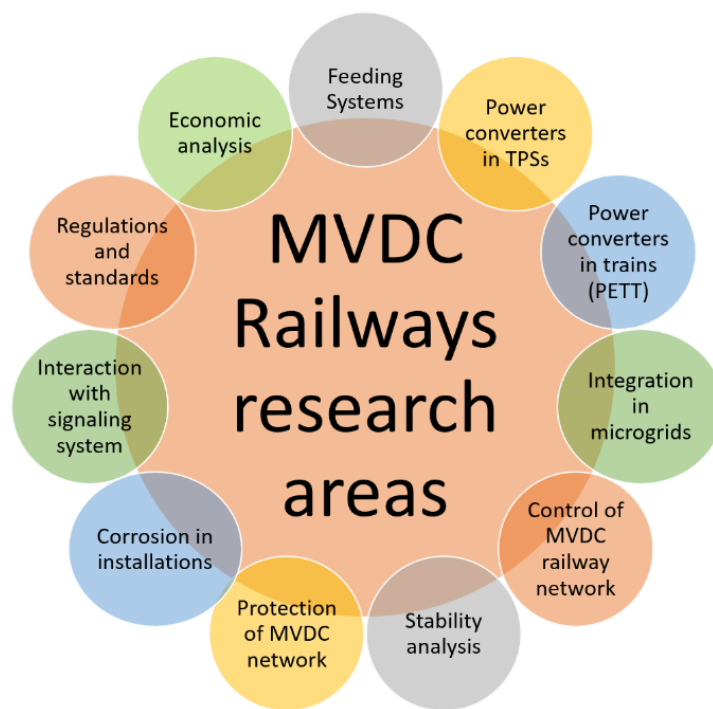 MVDC
Railways
research
areas
Feeding
Systems
Power
converters
in TPSs
Power
converters
in trains
(PETT)
Integration
in
microgrids
Control of
MVDC
railway
network
Stability
analysis
Protection
of MVDC
network
Corrosion in
installations
Interaction
with
signaling
system
Regulations
and
standards
Economic
analysis